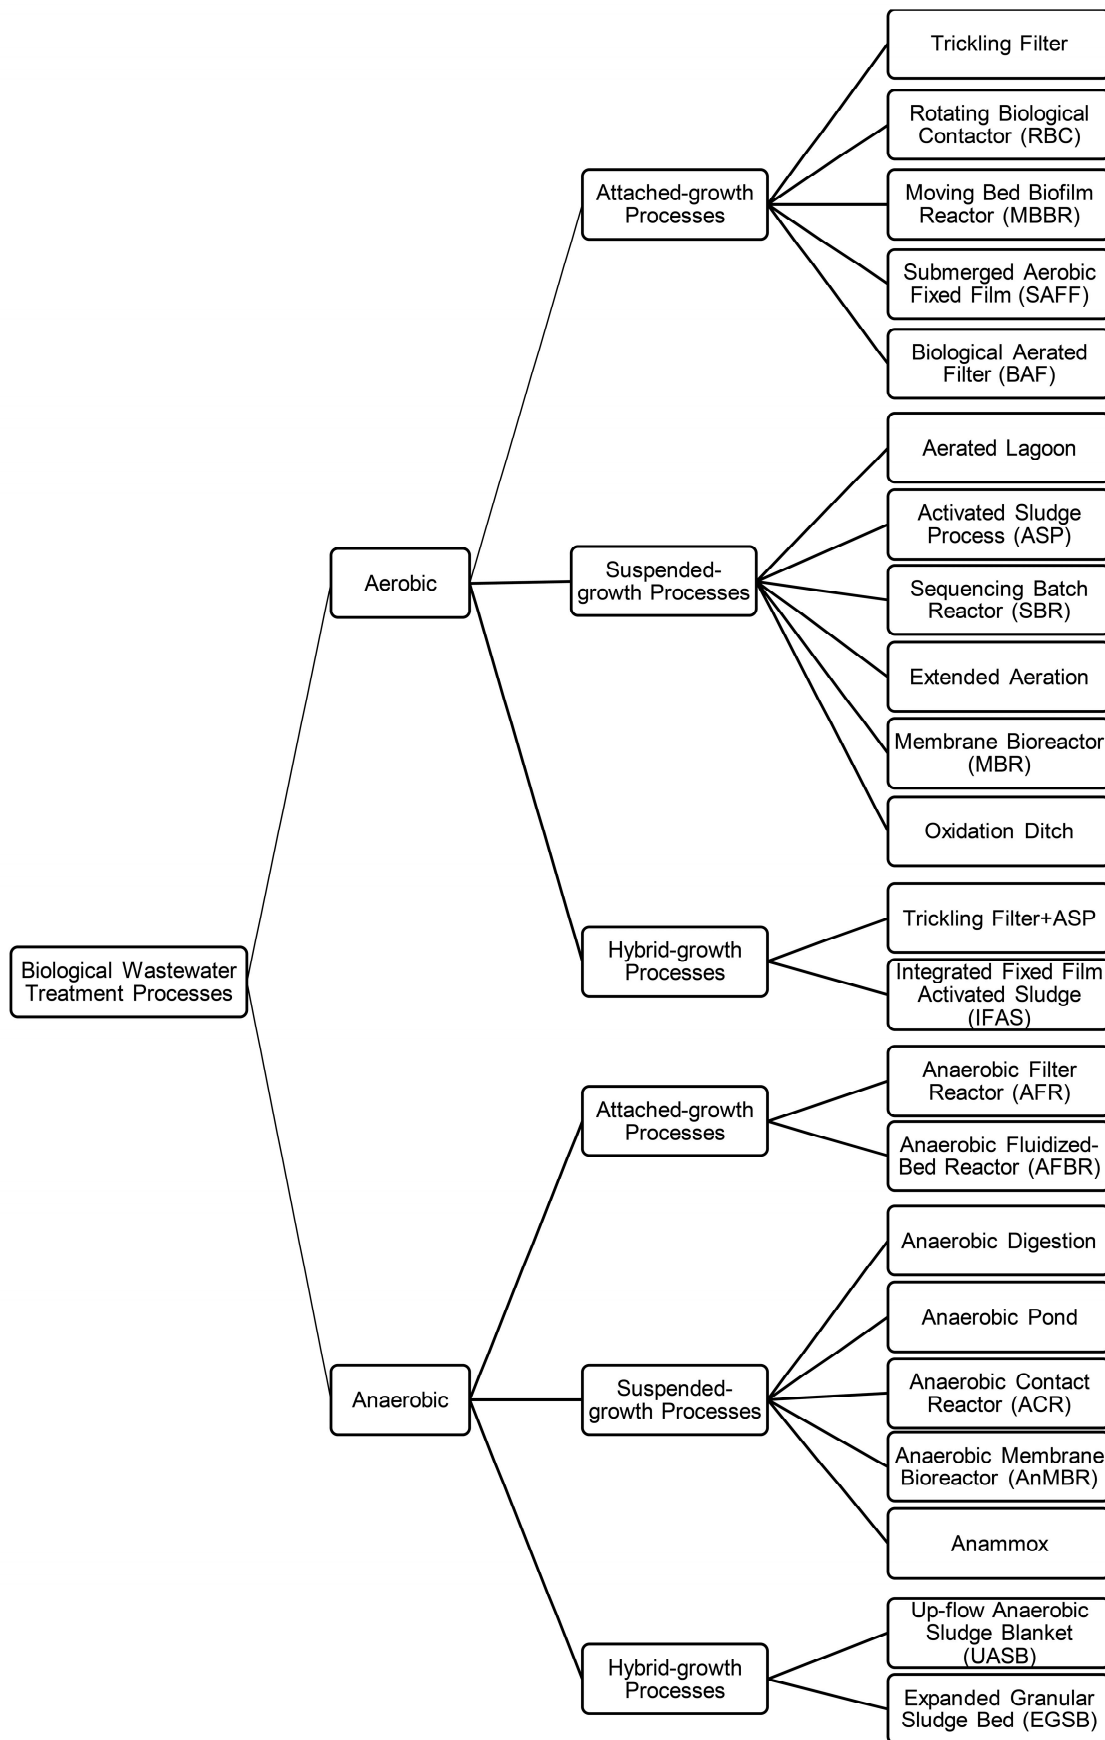 Trickling Filter
Rotating Biological
Contactor (RBC)
Attached-growth
Processes
Moving Bed Biofilm
Reactor (MBBR)
Submerged Aerobic
Fixed Film (SAFF)
Biological Aerated
Filter (BAF)
Aerated Lagoon
Activated Sludge
Process (ASP)
Aerobic
Suspended-
growth Processes
Sequencing Batch
Reactor (SBR)
Extended Aeration
Membrane Bioreactor
(MBR)
Oxidation Ditch
Biological Wastewater
Treatment Processes
Hybrid-growth
Processes
Trickling Filter+ASP
Integrated Fixed Film
Activated Sludge
(IFAS)
Attached-growth
Processes
Anaerobic Filter
Reactor (AFR)
Anaerobic Fluidized-
Bed Reactor (AFBR)
Anaerobic Digestion
Anaerobic Pond
Anaerobic
Suspended-
growth Processes
Anaerobic Contact
Reactor (ACR)
Anaerobic Membrane
Bioreactor (AnMBR)
Anammox
Hybrid-growth
Processes
Up-flow Anaerobic
Sludge Blanket
(UASB)
Expanded Granular
Sludge Bed (EGSB)